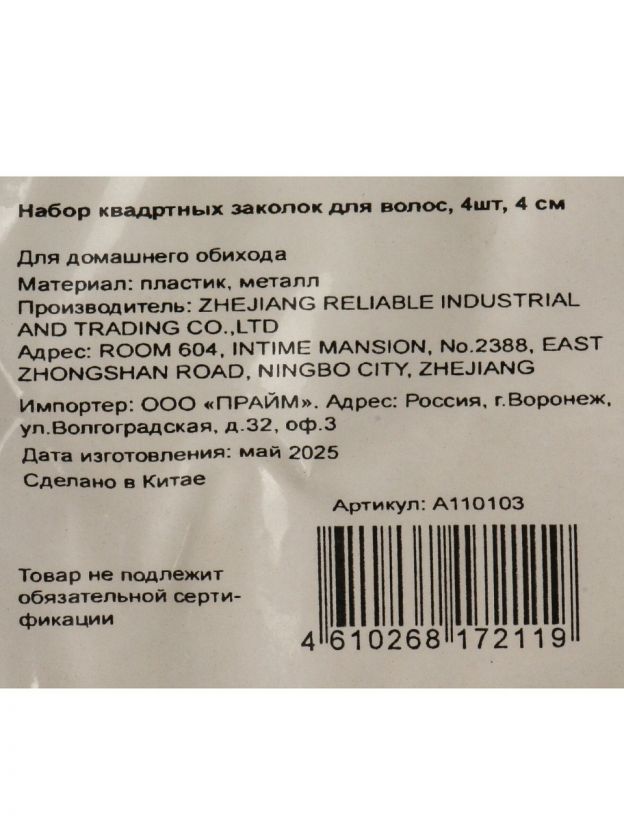 Набор квадртных заколок для волос, 4шт, 4 см
Для домашнего обихода
Материал: пластик, металл
Производитель: ZHEJIANG RELIABLE INDUSTRIAL
AND TRADING CO.,LTD
Адрес: ROOM 604, INTIME MANSION, No.2388, EAST
ZHONGSHAN ROAD, NINGBO CITY, ZHEJIANG
Импортер: ООО «ПРАЙМ». Адрес: Россия, г.Воронеж,
ул.Волгоградская, д.32, оф.3
Дата изготовления: май 2025
Сделано в Китае
Артикул: А110103
Товар не подлежит
обязательной серти-
фикации
4 610268 172119